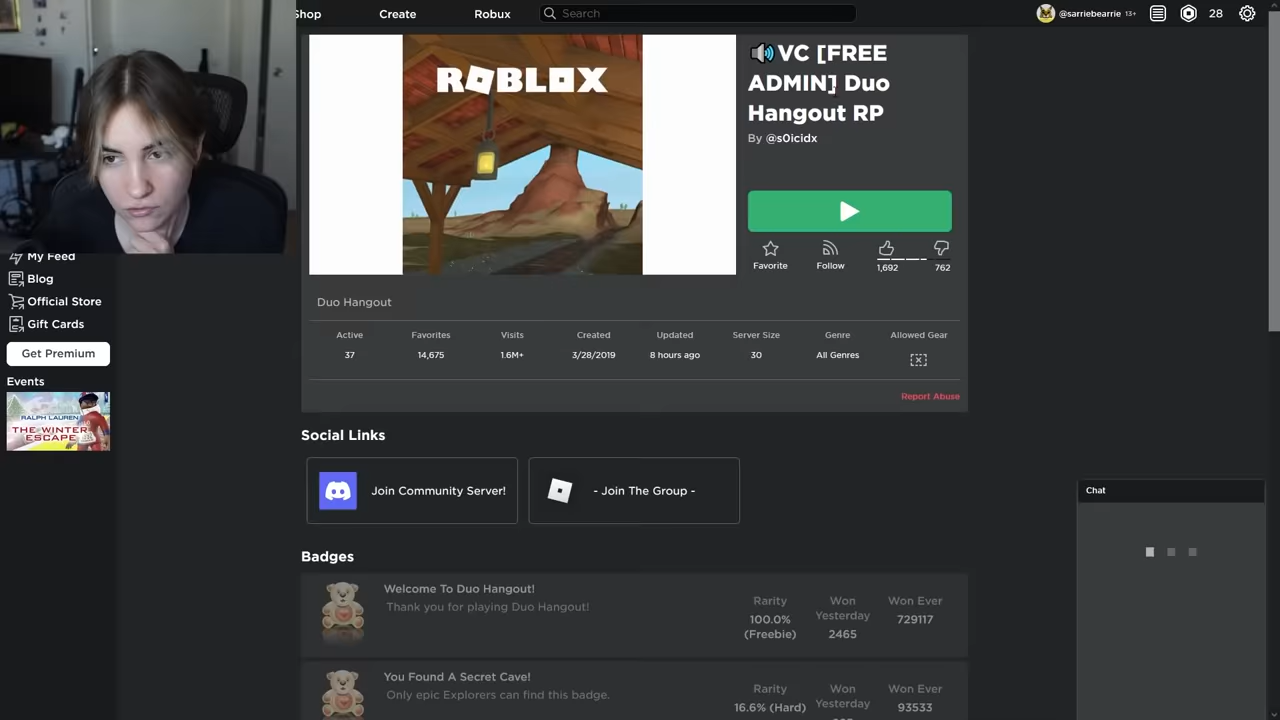 Shop
Create
Robux
Search
@sarriebearrie 13+
28
ROBLOX
VC [FREE
ADMIN] Duo
Hangout RP
By @s0icidx
Favorite
Follow
1,692
762
My Feed
Blog
Official Store
Gift Cards
Get Premium
Events
RALPH LAUREN
THE WINTER
ESCAPE
Duo Hangout
Active
Favorites
Visits
Created
Updated
Server Size
Genre
Allowed Gear
37
14,675
1.6M+
3/28/2019
8 hours ago
30
All Genres
Report Abuse
Social Links
Join Community Server!
- Join The Group -
Chat
Badges
Welcome To Duo Hangout!
Thank you for playing Duo Hangout!
Rarity
100.0%
(Freebie)
Won
Yesterday
2465
Won Ever
729117
You Found A Secret Cave!
Only epic Explorers can find this badge.
Rarity
16.6% (Hard)
Won
Yesterday
Won Ever
93533